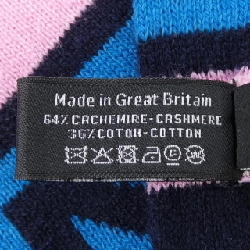 Made in Great Britain
64% CACHEMIRE-CASHMERE
36% COTON-COTTON